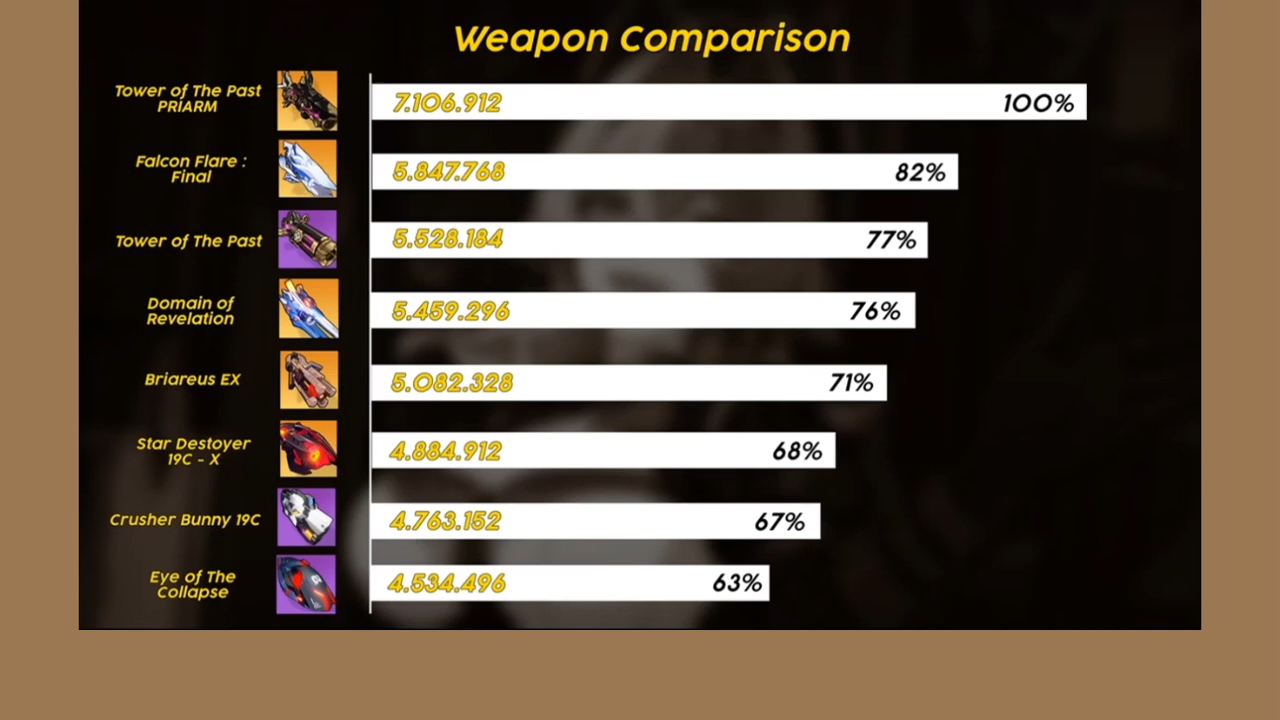 Weapon Comparison
Tower of The Past
PRIARM
7.106.912
100%
Falcon Flare :
Final
5.847.768
82%
Tower of The Past
5.528.184
77%
Domain of
Revelation
5.459.296
76%
Briareus EX
5.082.328
71%
Star Destoyer
19C - X
4.884.912
68%
Crusher Bunny 19C
4.763.152
67%
Eye of The
Collapse
4.534.496
63%